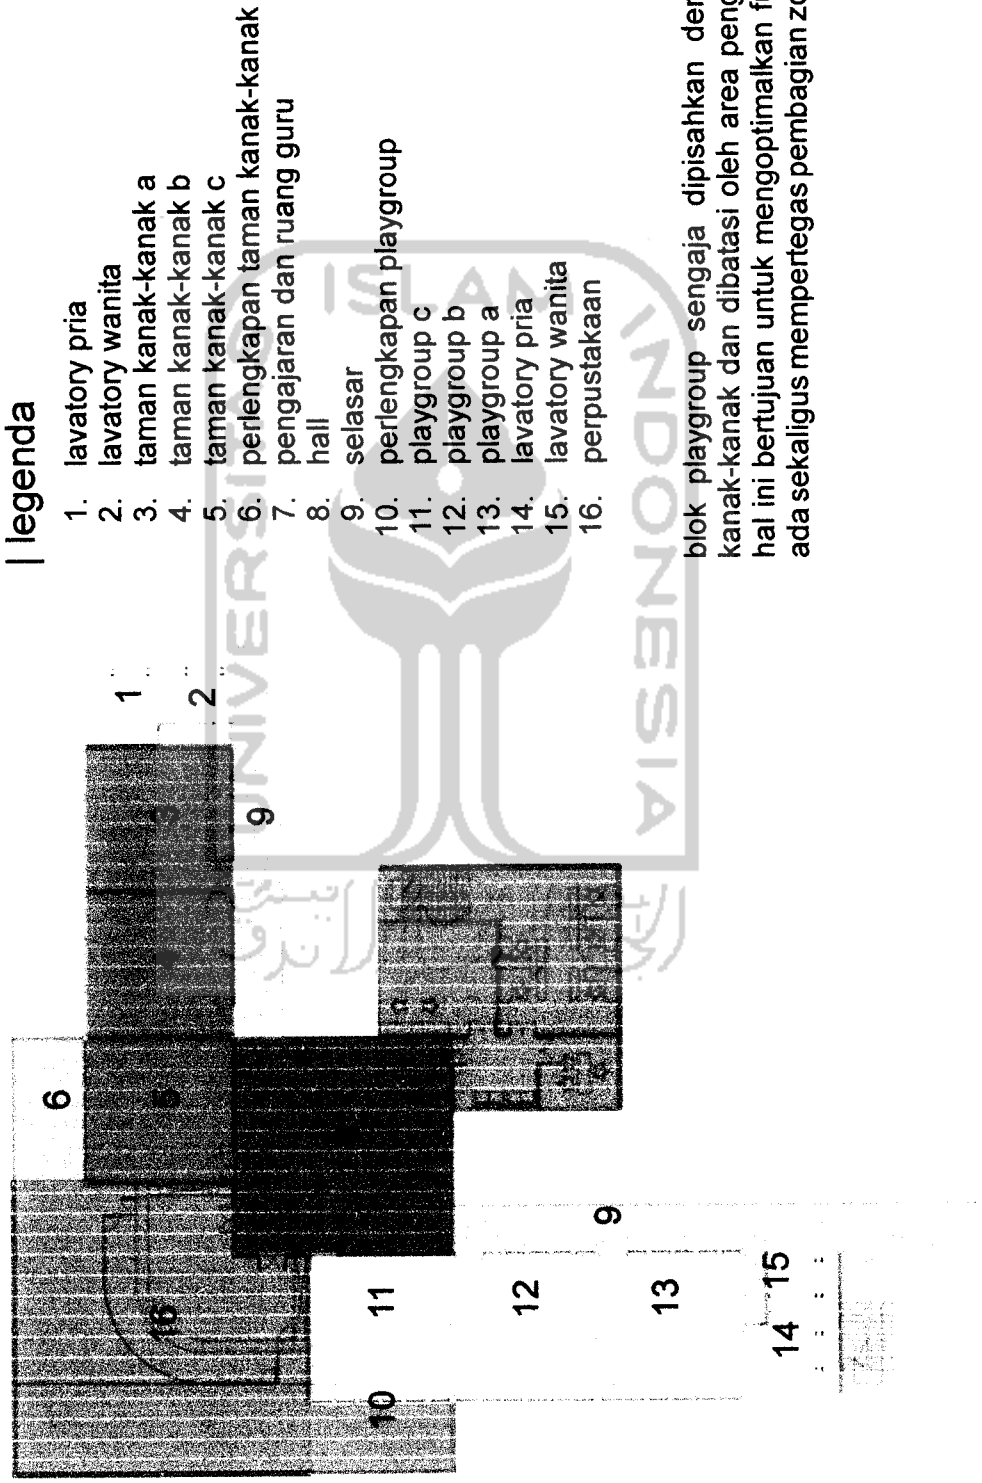 | legenda
1. lavatory pria
2. lavatory wanita
3. taman kanak-kanak a
4. taman kanak-kanak b
5. taman kanak-kanak c
6. perlengkapan taman kanak-kanak
7. pengajaran dan ruang guru
8. hall
9. selasar
10. perlengkapan playgroup
11. playgroup c
12. playgroup b
13. playgroup a
14. lavatory pria
15. lavatory wanita
16. perpustakaan
blok playgroup sengaja dipisahkan
kanak-kanak dan dibatasi oleh area
hal ini bertujuan untuk mengoptimalkan
ada sekaligus mempertegas pembagian
1
2
3
9
6
5
16
11
12
9
13
10
14
15
UNIVERSITAS
ISLAM
INDONESIA